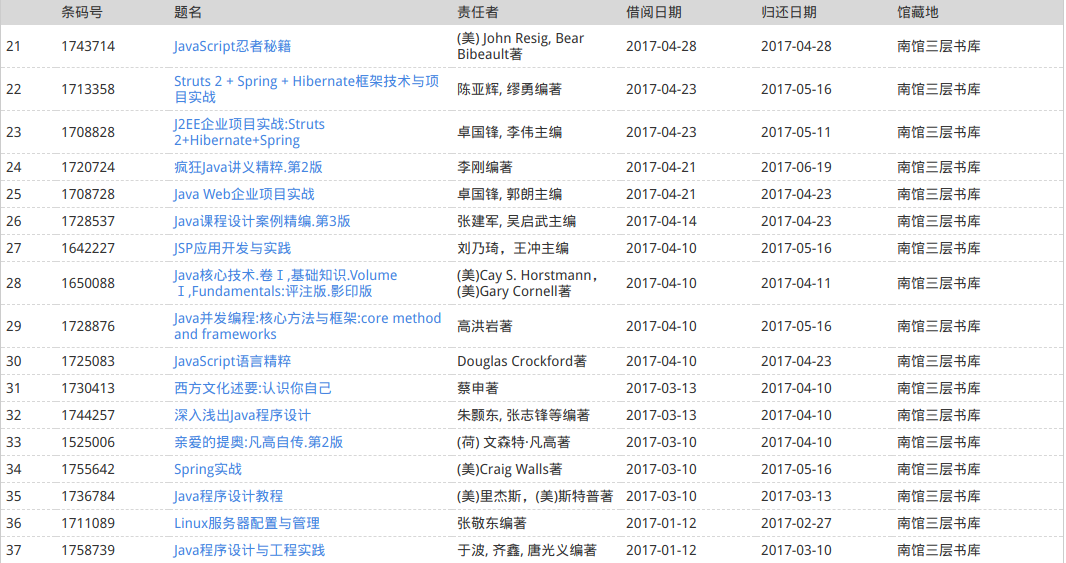 条码号 题名 责任者 借阅日期 归还日期 馆藏地
21 1743714 JavaScript忍者秘籍 (美) John Resig, Bear Bibeault著 2017-04-28 2017-04-28 南馆三层书库
22 1713358 Struts 2 + Spring + Hibernate框架技术与项目实战 陈亚辉, 缪勇编著 2017-04-23 2017-05-16 南馆三层书库
23 1708828 J2EE企业项目实战:Struts 2+Hibernate+Spring 卓国锋, 李伟主编 2017-04-23 2017-05-11 南馆三层书库
24 1720724 疯狂Java讲义精粹.第2版 李刚编著 2017-04-21 2017-06-19 南馆三层书库
25 1708728 Java Web企业项目实战 卓国锋, 郭朗主编 2017-04-21 2017-04-23 南馆三层书库
26 1728537 Java课程设计案例精编.第3版 张建军, 吴启武主编 2017-04-14 2017-04-23 南馆三层书库
27 1642227 JSP应用开发与实践 刘乃琦，王冲主编 2017-04-10 2017-05-16 南馆三层书库
28 1650088 Java核心技术.卷Ⅰ,基础知识.Volume Ⅰ,Fundamentals:评注版.影印版 (美)Cay S. Horstmann，(美)Gary Cornell著 2017-04-10 2017-04-11 南馆三层书库
29 1728876 Java并发编程:核心方法与框架:core method and frameworks 高洪岩著 2017-04-10 2017-05-16 南馆三层书库
30 1725083 JavaScript语言精粹 Douglas Crockford著 2017-04-10 2017-04-23 南馆三层书库
31 1730413 西方文化述要:认识你自己 蔡申著 2017-03-13 2017-04-10 南馆三层书库
32 1744257 深入浅出Java程序设计 朱颢东, 张志锋等编著 2017-03-13 2017-04-10 南馆三层书库
33 1525006 亲爱的提奥:凡高自传.第2版 (荷) 文森特·凡高著 2017-03-10 2017-04-10 南馆三层书库
34 1755642 Spring实战 (美)Craig Walls著 2017-03-10 2017-05-16 南馆三层书库
35 1736784 Java程序设计教程 (美)里杰斯，(美)斯特普著 2017-03-10 2017-03-13 南馆三层书库
36 1711089 Linux服务器配置与管理 张敬东编著 2017-01-12 2017-02-27 南馆三层书库
37 1758739 Java程序设计与工程实践 于波, 齐鑫, 唐光义编著 2017-01-12 2017-03-10 南馆三层书库